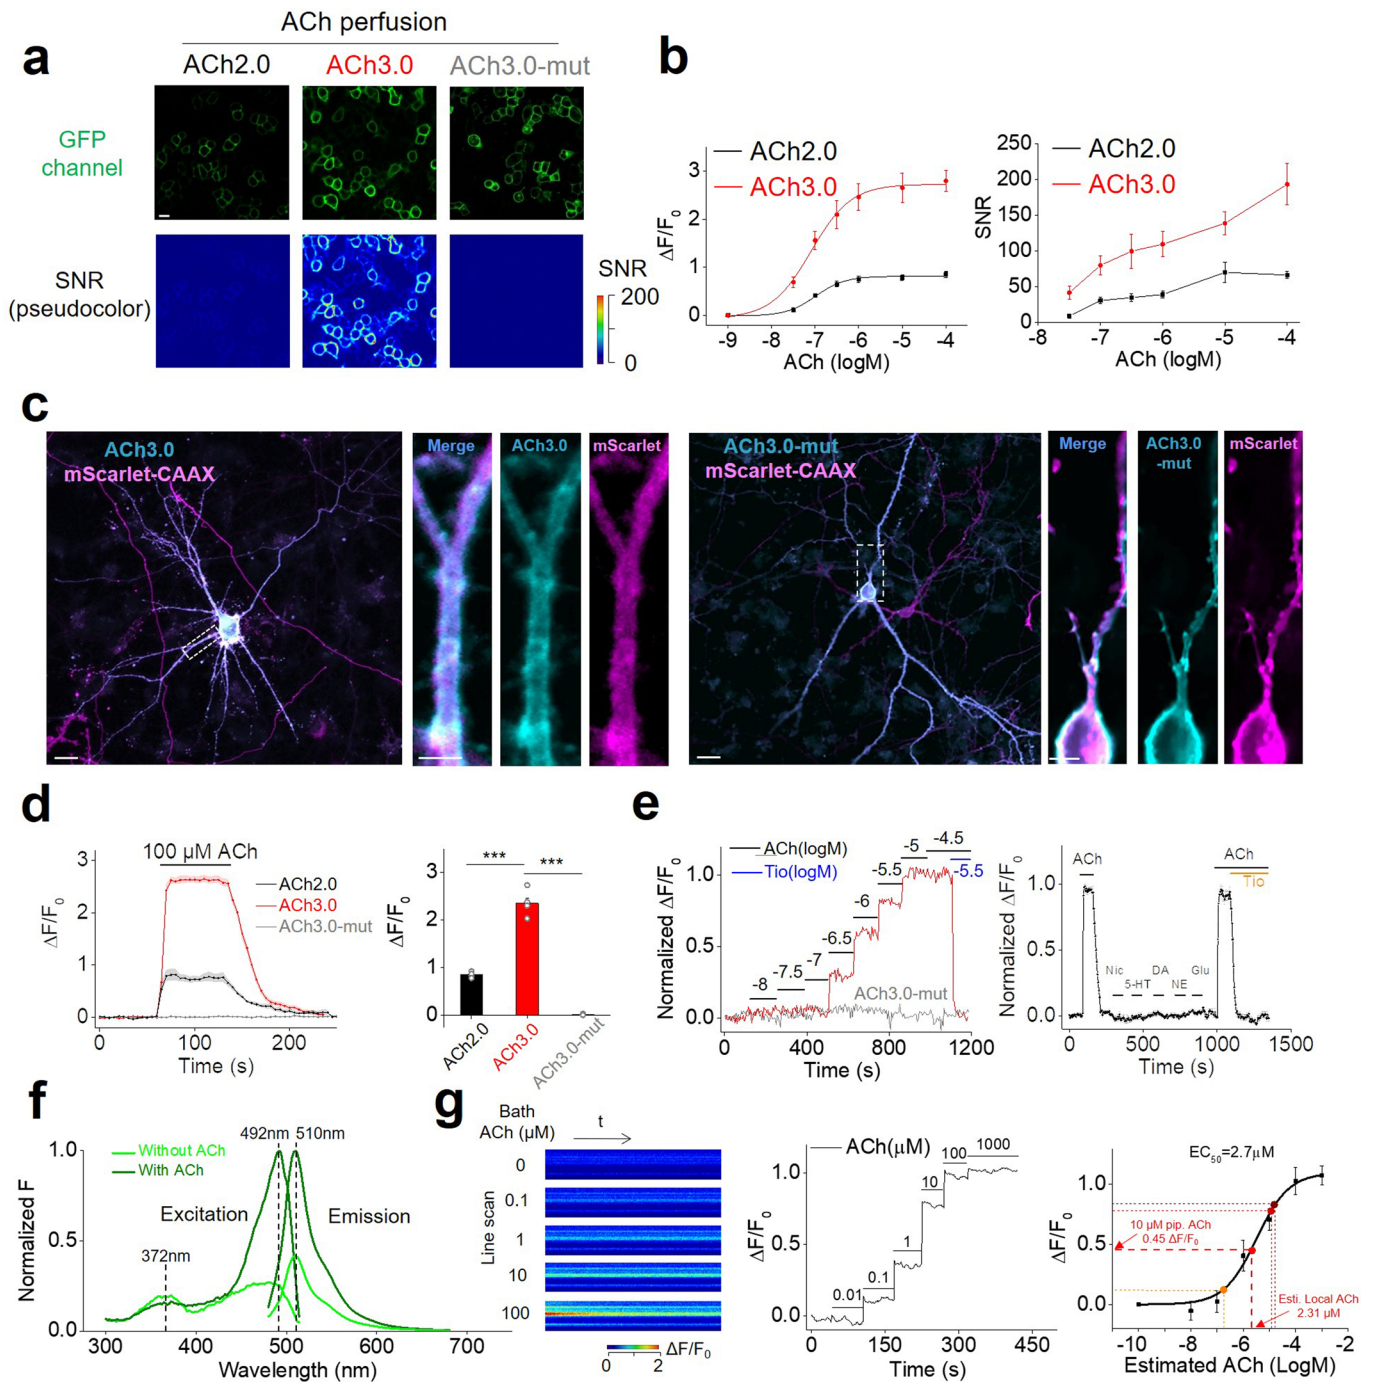 a
ACh perfusion
ACh2.0
ACh3.0
ACh3.0-mut
GFP
channel
SNR
(pseudocolor)
SNR
200
0
b
ACh2.0
ACh3.0
3
2
1
0
ΔF/F0
-9 -8 -7 -6 -5 -4
ACh (logM)
ACh2.0
ACh3.0
250
200
150
100
50
0
SNR
-8 -7 -6 -5 -4
ACh (logM)
c
ACh3.0
mScarlet-CAAX
Merge
ACh3.0
mScarlet
ACh3.0-mut
mScarlet-CAAX
Merge
ACh3.0
-mut
mScarlet
d
100 µM ACh
ACh2.0
ACh3.0
ACh3.0-mut
3
2
1
0
ΔF/F0
0 100 200
Time (s)
***
***
3
2
1
0
ΔF/F0
ACh2.0
ACh3.0
ACh3.0-mut
e
ACh(logM)
Tio(logM)
-8
-7.5
-7
-6.5
-6
-5.5
-5
-4.5
-5.5
ACh3.0-mut
1.0
0.5
0.0
Normalized ΔF/F0
0 400 800 1200
Time (s)
ACh
ACh
Tio
Nic
5-HT
DA
NE
Glu
1.0
0.5
0.0
Normalized ΔF/F0
0 500 1000 1500
Time (s)
f
Without ACh
With ACh
492nm
510nm
Excitation
Emission
372nm
1.0
0.5
0.0
Normalized F
300 400 500 600 700
Wavelength (nm)
g
Bath
ACh (µM)
t
0
0.1
1
10
100
Line scan
0 2
ΔF/F0
ACh(µM)
0.01
0.1
1
10
100
1000
1.0
0.5
0.0
ΔF/F0
0 150 300 450 600
Time (s)
EC50=2.7µM
10 µM pip. ACh
0.45 ΔF/F0
Esti. Local ACh
2.31 µM
1.0
0.5
0.0
ΔF/F0
-10 -8 -6 -4 -2
Estimated ACh (LogM)